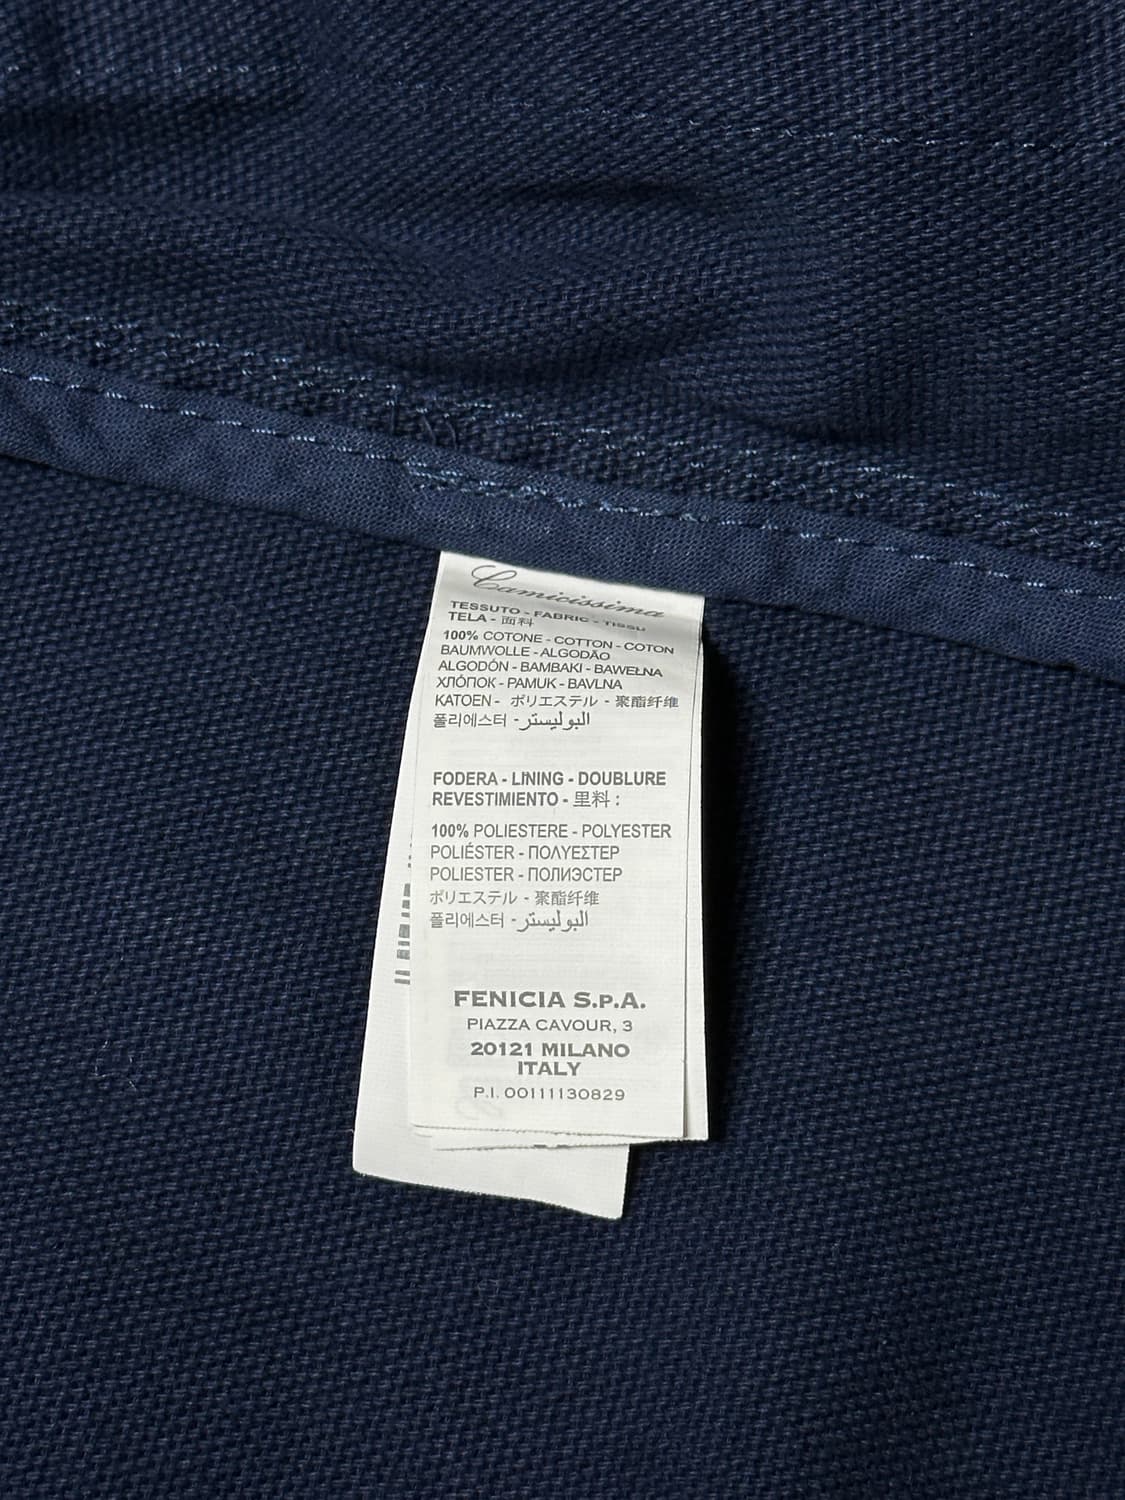 Camicissima
TESSUTO - FABRIC - TISSU
TELA - 面料
100% COTONE - COTTON - COTON
BAUMWOLLE - ALGODÃO
ALGODÓN - BAMBAKI - BAWEŁNA
ХЛÓПОК - PAMUK - BAVLNA
KATOEN - ポリエステル - 聚酯纤维
폴리에스터 - البوليستر
FODERA - LINING - DOUBLURE
REVESTIMIENTO - 里料 :
100% POLIESTERE - POLYESTER
POLIÉSTER - ΠΟΛΥΕΣΤΕΡ
POLIESTER - ПОЛИЭСТЕР
ポリエステル - 聚酯纤维
폴리에스터 - البوليستر
FENICIA S.P.A.
PIAZZA CAVOUR, 3
20121 MILANO
ITALY
P.I. 00111130829